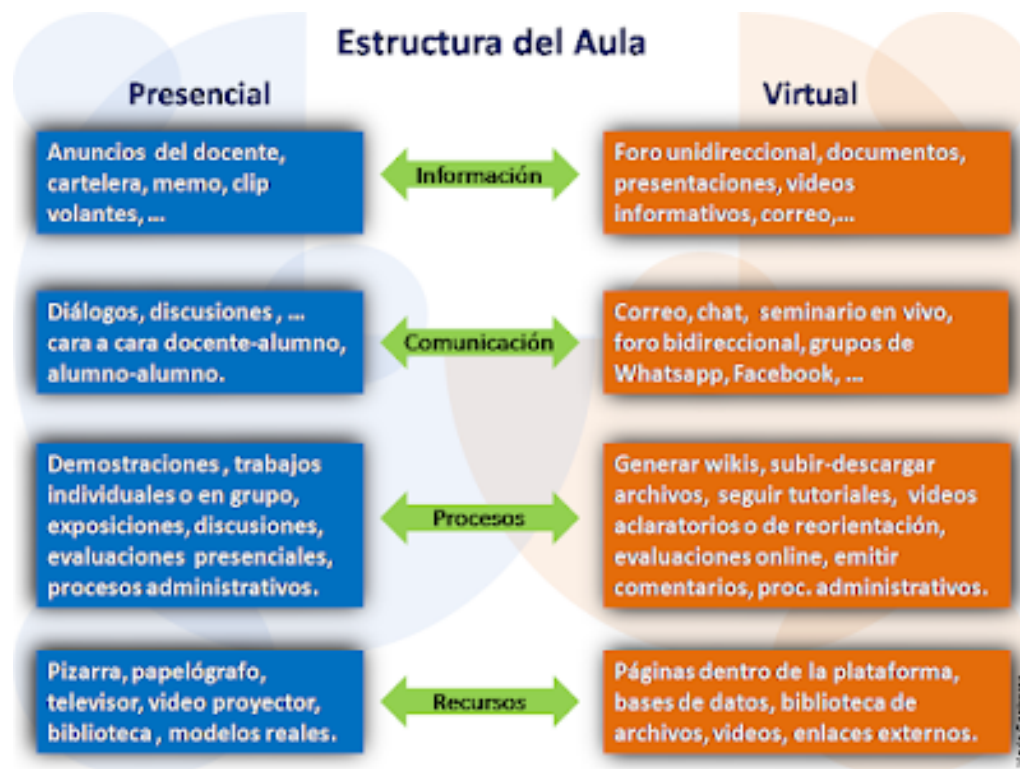 Estructura del Aula
Presencial
Virtual
Anuncios del docente,
cartelera, memo, clip
volantes, ...
Información
Foro unidireccional, documentos,
presentaciones, videos
informativos, correo,...
Diálogos, discusiones , ...
cara a cara docente-alumno,
alumno-alumno.
Comunicación
Correo, chat, seminario en vivo,
foro bidireccional, grupos de
Whatsapp, Facebook, ...
Demostraciones , trabajos
individuales o en grupo,
exposiciones, discusiones,
evaluaciones presenciales,
procesos administrativos.
Procesos
Generar wikis, subir-descargar
archivos, seguir tutoriales, videos
aclaratorios o de reorientación,
evaluaciones online, emitir
comentarios, proc. administrativos.
Pizarra, papelógrafo,
televisor, video proyector,
biblioteca , modelos reales.
Recursos
Páginas dentro de la plataforma,
bases de datos, biblioteca de
archivos, videos, enlaces externos.